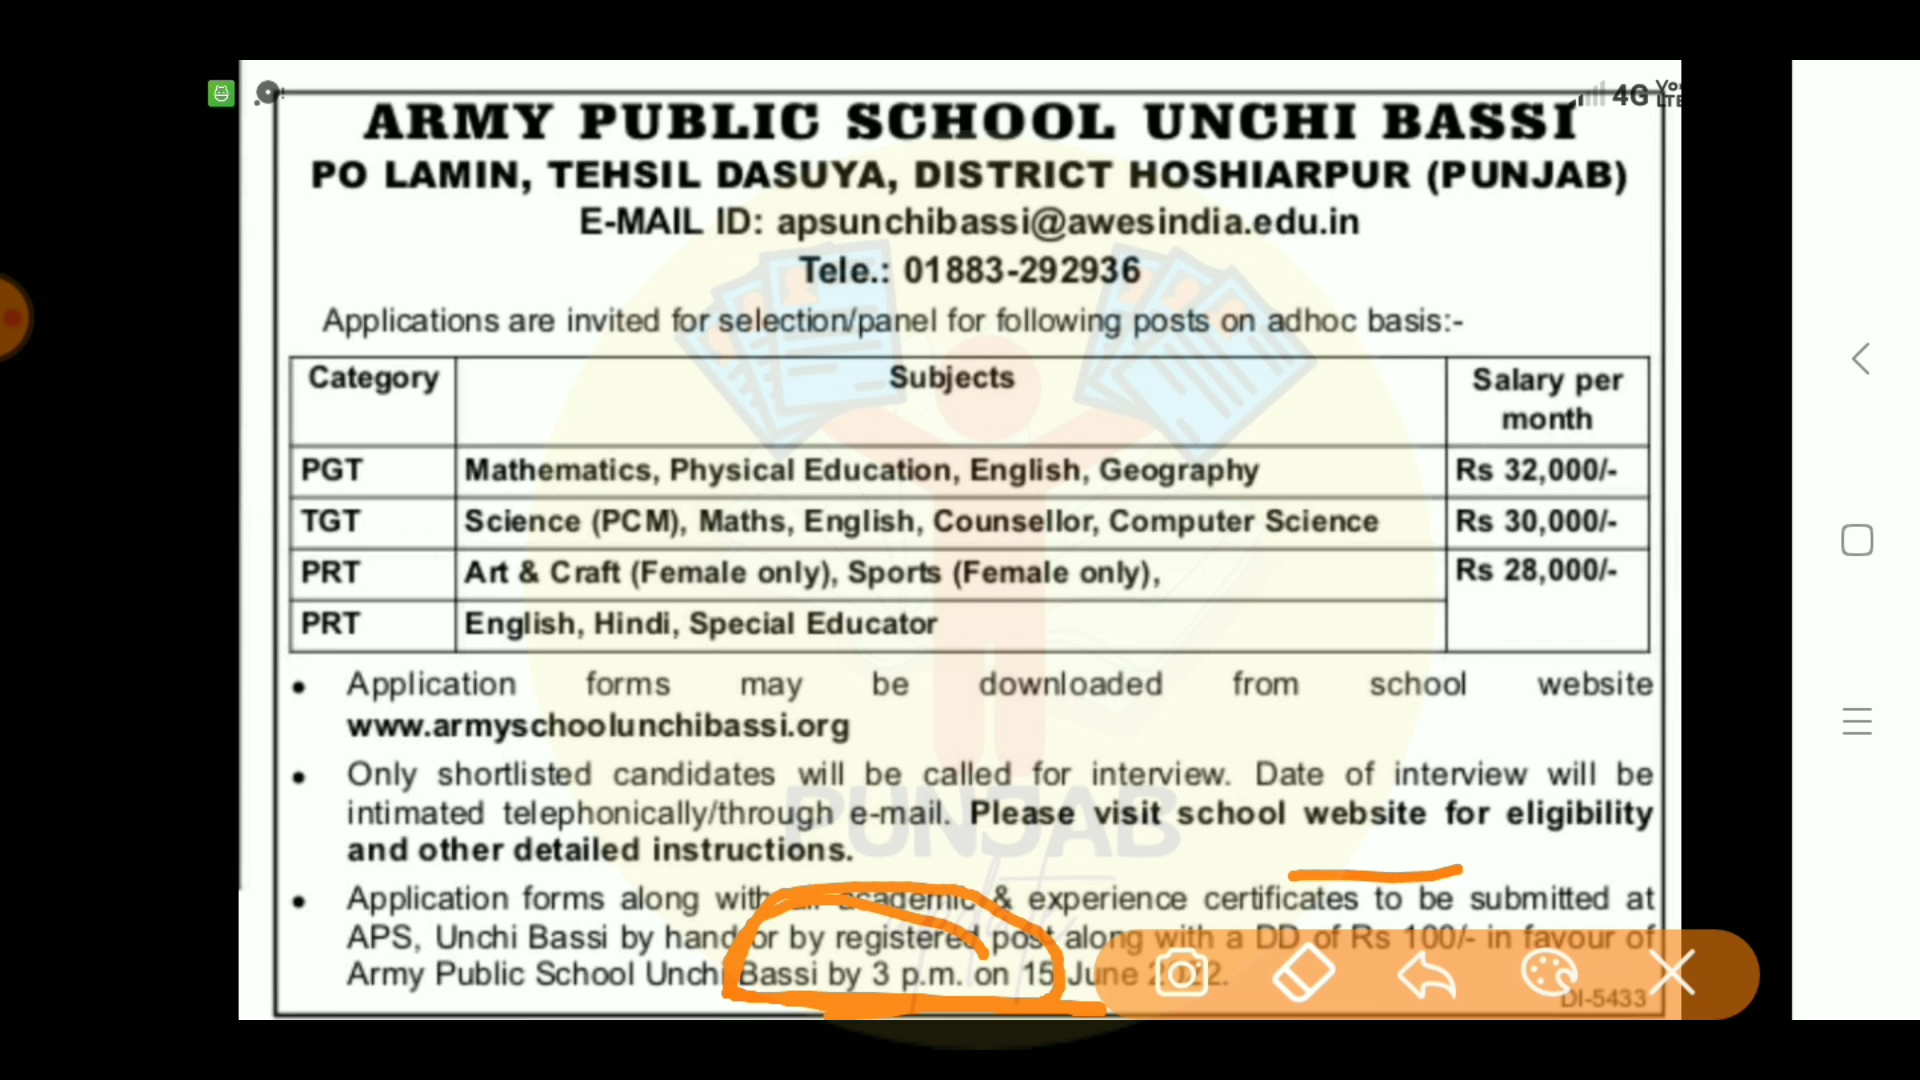 4G VoLTE
ARMY PUBLIC SCHOOL UNCHI BASSI
PO LAMIN, TEHSIL DASUYA, DISTRICT HOSHIARPUR (PUNJAB)
E-MAIL ID: apsunchibassi@awesindia.edu.in
Tele.: 01883-292936
Applications are invited for selection/panel for following posts on adhoc basis:-
Category Subjects Salary per month
PGT Mathematics, Physical Education, English, Geography Rs 32,000/-
TGT Science (PCM), Maths, English, Counsellor, Computer Science Rs 30,000/-
PRT Art & Craft (Female only), Sports (Female only), Rs 28,000/-
PRT English, Hindi, Special Educator
• Application forms may be downloaded from school website
www.armyschoolunchibassi.org
• Only shortlisted candidates will be called for interview. Date of interview will be
intimated telephonically/through e-mail. Please visit school website for eligibility
and other detailed instructions.
PUNJAB
• Application forms along with all academic & experience certificates to be submitted at
APS, Unchi Bassi by hand or by registered post along with a DD of Rs 100/- in favour of
Army Public School Unchi Bassi by 3 p.m. on 15 June 2022.
DI-5433